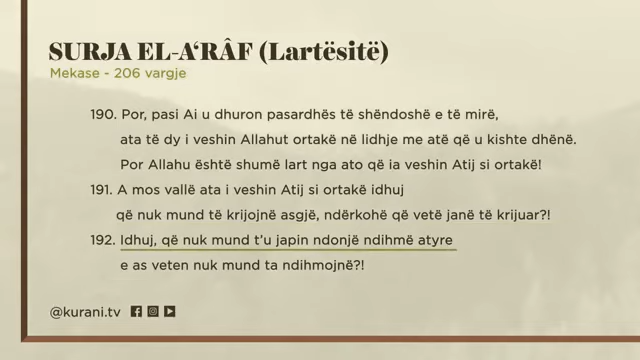 SURJA EL-A‘RÂF (Lartësitë)
Mekase - 206 vargje
190. Por, pasi Ai u dhuron pasardhës të shëndoshë e të mirë,
ata të dy i veshin Allahut ortakë në lidhje me atë që u kishte dhënë.
Por Allahu është shumë lart nga ato që ia veshin Atij si ortakë!
191. A mos vallë ata i veshin Atij si ortakë idhuj
që nuk mund të krijojnë asgjë, ndërkohë që vetë janë të krijuar?!
192. Idhuj, që nuk mund t’u japin ndonjë ndihmë atyre
e as veten nuk mund ta ndihmojnë?!
@kurani.tv